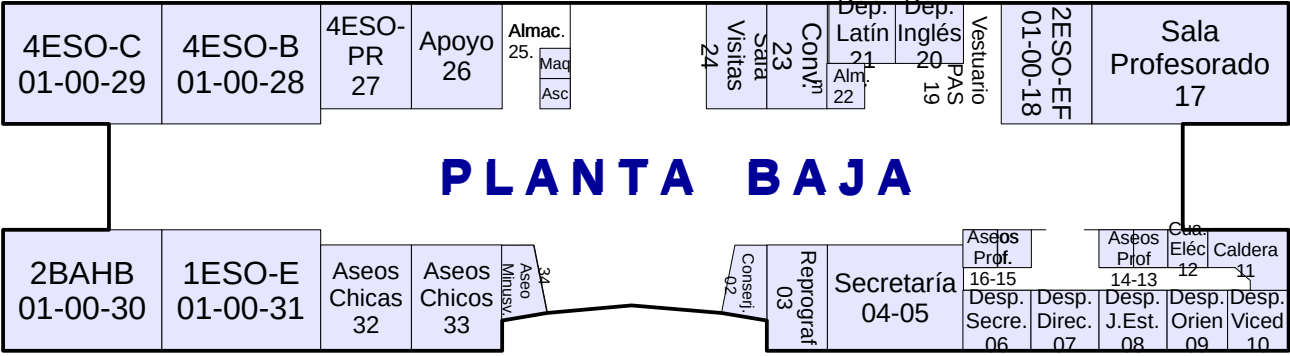 4ESO-C
01-00-29
4ESO-B
01-00-28
4ESO-
PR
27
Apoyo
26
Almac.
25.
Maq
Asc
Sala
Visitas
24
Conv.
23
m
Dep.
Latín
21
Alm.
22
Dep.
Inglés
20
Vestuario
PAS
19
2ESO-EF
01-00-18
Sala
Profesorado
17
PLANTA BAJA
2BAHB
01-00-30
1ESO-E
01-00-31
Aseos
Chicas
32
Aseos
Chicos
33
Aseo
Minusv.
34
Conserj.
02
Reprograf
03
Secretaría
04-05
Aseos
Prof.
16-15
Aseos
Prof
14-13
Cua.
Eléc
12
Caldera
11
Desp.
Secre.
06
Desp.
Direc.
07
Desp.
J.Est.
08
Desp.
Orien
09
Desp.
Viced
10